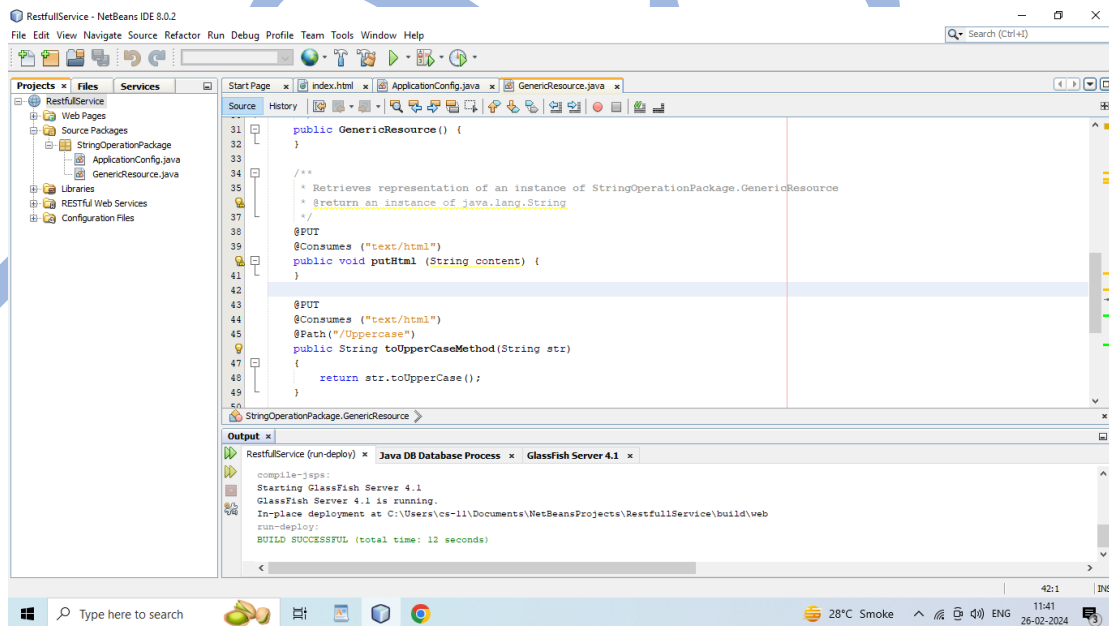 RestfullService - NetBeans IDE 8.0.2
File Edit View Navigate Source Refactor Run Debug Profile Team Tools Window Help
Search (Ctrl+I)
Projects Files Services
RestfullService
Web Pages
Source Packages
StringOperationPackage
ApplicationConfig.java
GenericResource.java
Libraries
RESTful Web Services
Configuration Files
Start Page index.html ApplicationConfig.java GenericResource.java
Source History
31 public GenericResource() {
32 }
33
34 /**
35 * Retrieves representation of an instance of StringOperationPackage.GenericResource
* @return an instance of java.lang.String
37 */
38 @PUT
39 @Consumes ("text/html")
public void putHtml (String content) {
41 }
42
43 @PUT
44 @Consumes ("text/html")
45 @Path("/Uppercase")
public String toUpperCaseMethod(String str)
47 {
48 return str.toUpperCase();
49 }
50
StringOperationPackage.GenericResource
Output
RestfullService (run-deploy) Java DB Database Process GlassFish Server 4.1
compile-jsps:
Starting GlassFish Server 4.1
GlassFish Server 4.1 is running.
In-place deployment at C:\Users\cs-11\Documents\NetBeansProjects\RestfullService\build\web
run-deploy:
BUILD SUCCESSFUL (total time: 12 seconds)
42:1 INS
Type here to search
28°C Smoke ENG 11:41
26-02-2024 3